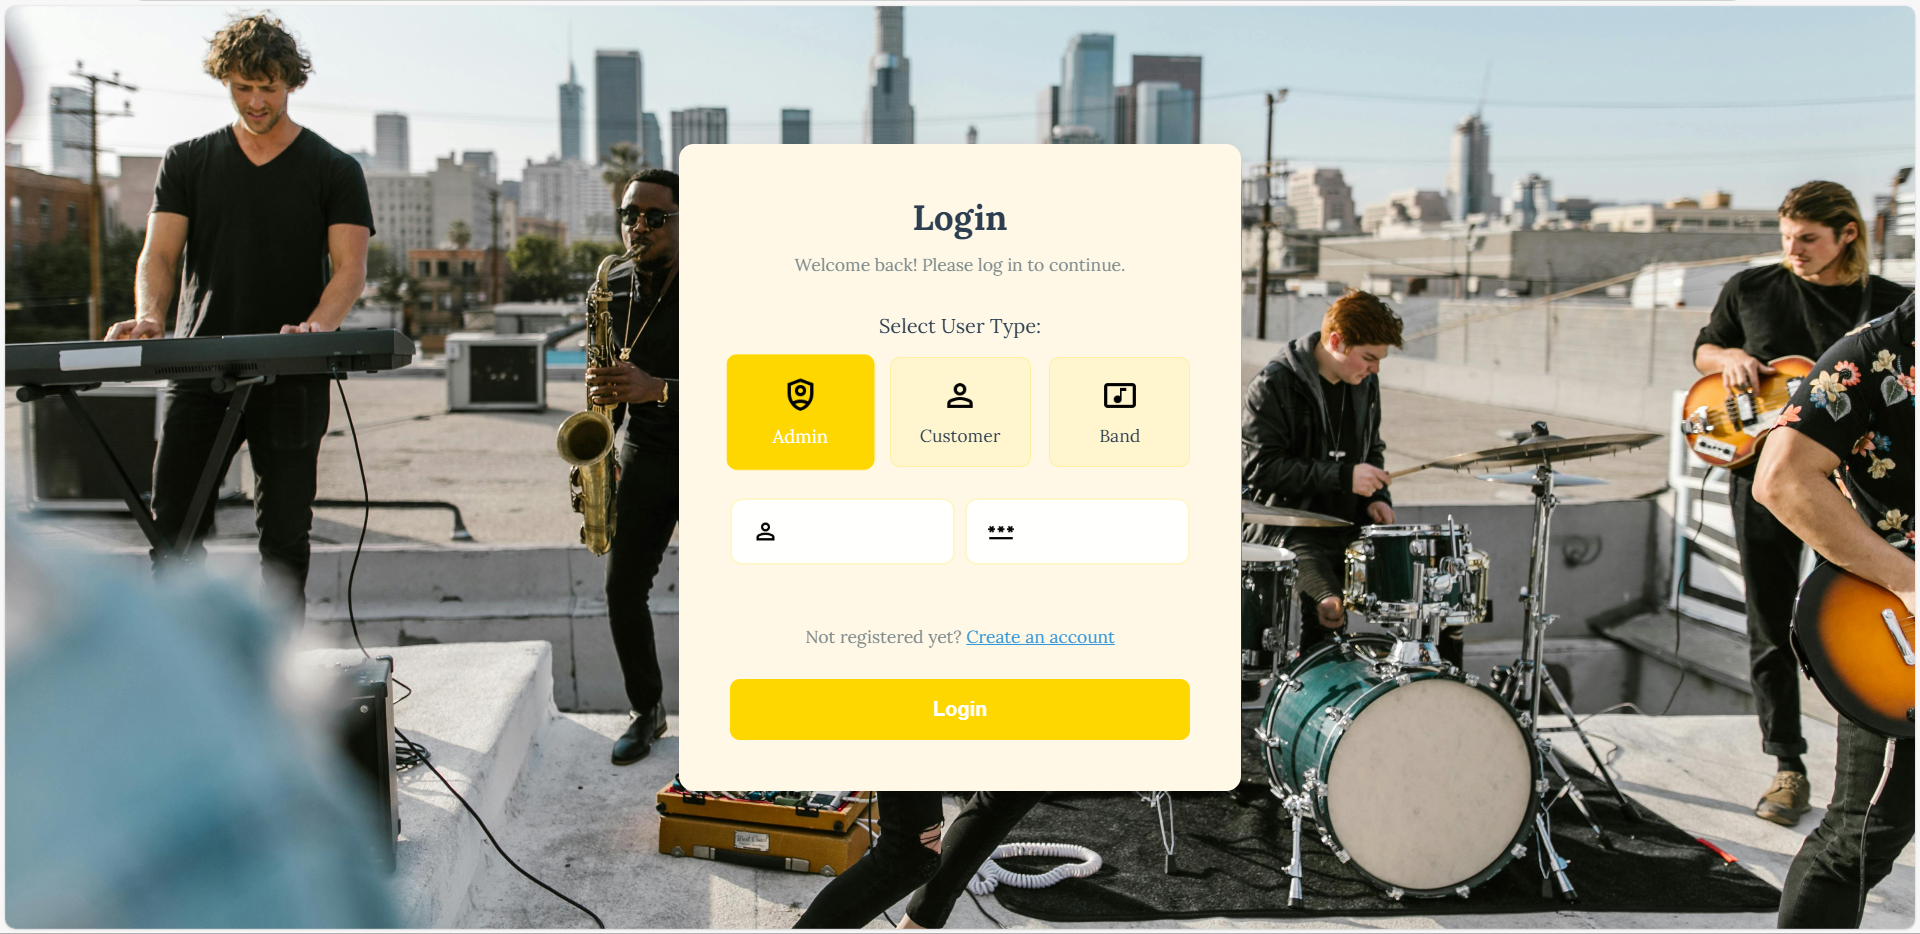 Login
Welcome back! Please log in to continue.
Select User Type:
Admin
Customer
Band
Not registered yet? Create an account
Login